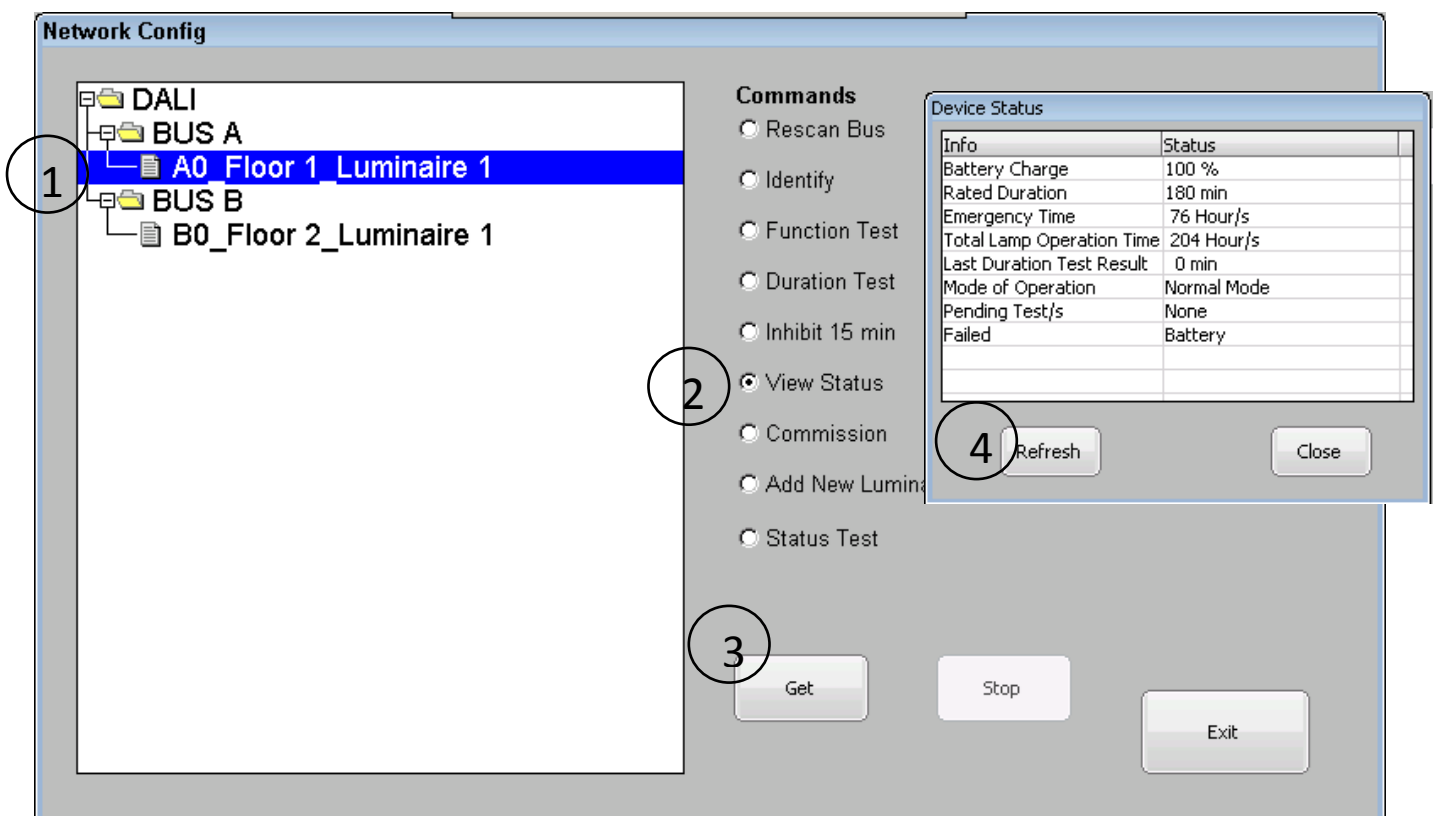 Network Config
DALI
BUS A
A0_Floor 1_Luminaire 1
BUS B
B0_Floor 2_Luminaire 1
1
Commands
Rescan Bus
Identify
Function Test
Duration Test
Inhibit 15 min
View Status
Commission
Add New
Status Test
2
3
Get
Stop
Exit
Device Status
Info Status
Battery Charge 100 %
Rated Duration 180 min
Emergency Time 76 Hour/s
Total Lamp Operation Time 204 Hour/s
Last Duration Test Result 0 min
Mode of Operation Normal Mode
Pending Test/s None
Failed Battery
4
Refresh
Close